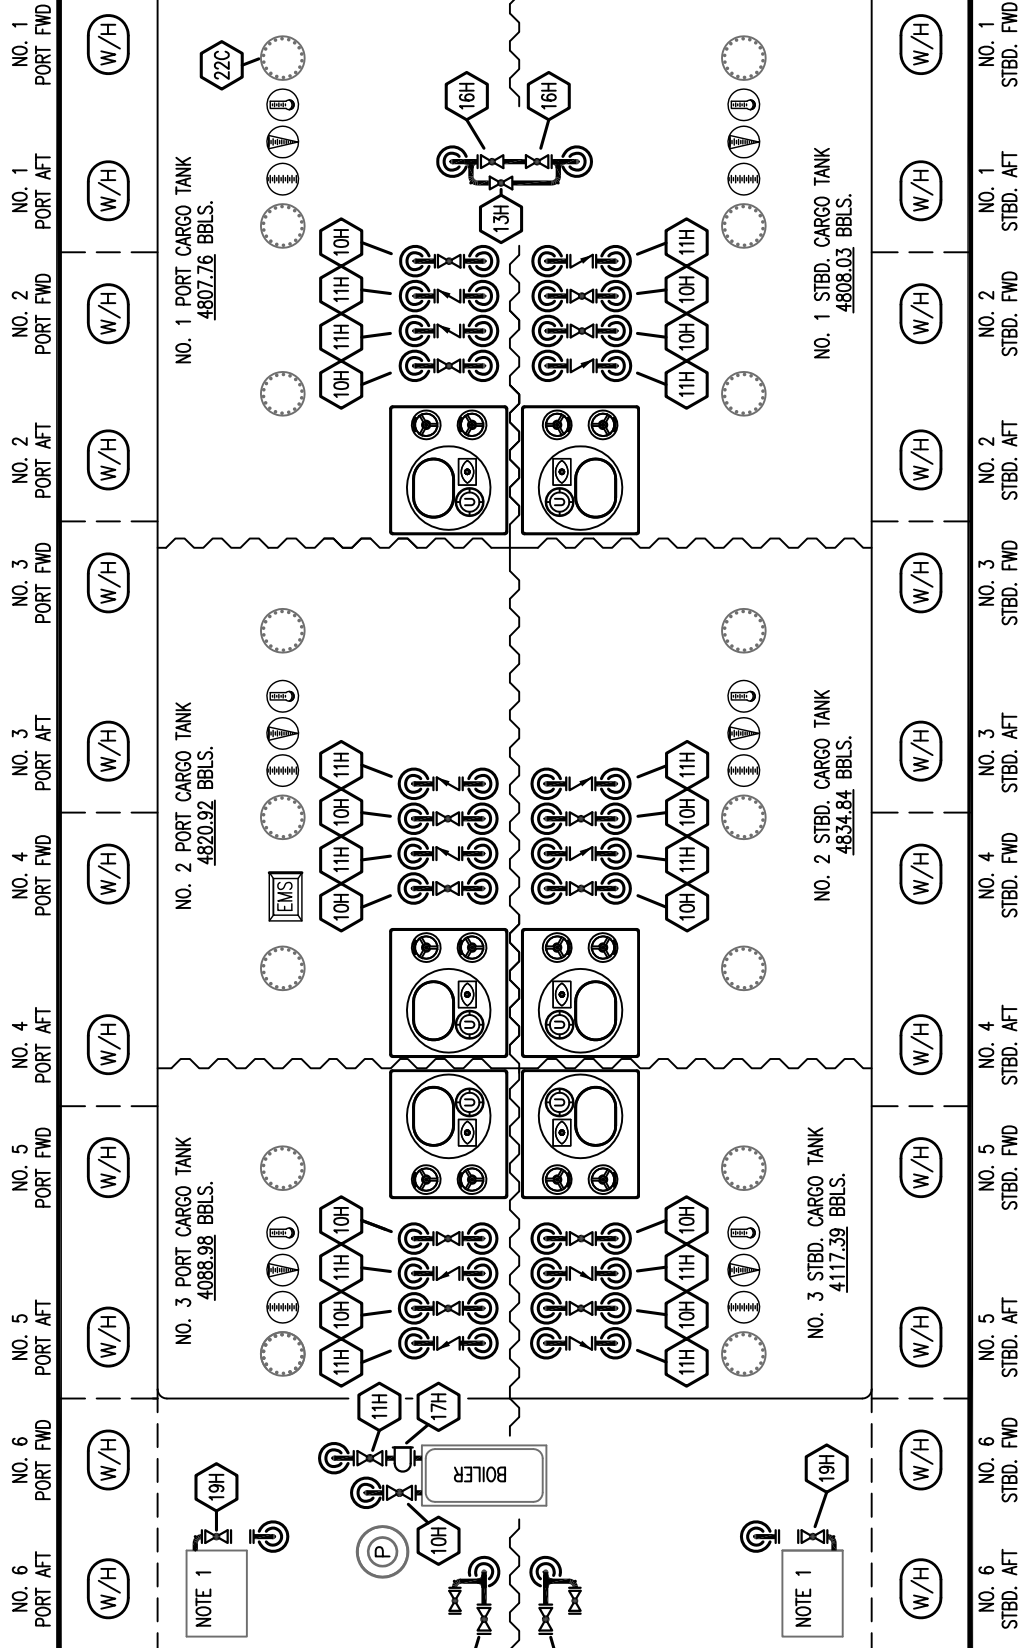 NO. 6
PORT AFT
NO. 6
PORT FWD
NO. 5
PORT AFT
NO. 5
PORT FWD
NO. 4
PORT AFT
NO. 4
PORT FWD
NO. 3
PORT AFT
NO. 3
PORT FWD
NO. 2
PORT AFT
NO. 2
PORT FWD
NO. 1
PORT AFT
NO. 1
PORT FWD
W/H
W/H
W/H
W/H
W/H
W/H
W/H
W/H
W/H
W/H
W/H
W/H
NOTE 1
19H
NO. 3 PORT CARGO TANK
4088.98 BBLS.
NO. 2 PORT CARGO TANK
4820.92 BBLS.
NO. 1 PORT CARGO TANK
4807.76 BBLS.
22C
EMS
11H
10H
11H
10H
10H
11H
10H
11H
10H
11H
11H
10H
P
11H
17H
10H
BOILER
U
U
U
16H
16H
13H
U
U
U
11H
10H
11H
10H
10H
11H
10H
11H
11H
10H
10H
11H
NOTE 1
19H
NO. 3 STBD. CARGO TANK
4117.39 BBLS.
NO. 2 STBD. CARGO TANK
4834.84 BBLS.
NO. 1 STBD. CARGO TANK
4808.03 BBLS.
W/H
W/H
W/H
W/H
W/H
W/H
W/H
W/H
W/H
W/H
W/H
W/H
NO. 6
STBD. AFT
NO. 6
STBD. FWD
NO. 5
STBD. AFT
NO. 5
STBD. FWD
NO. 4
STBD. AFT
NO. 4
STBD. FWD
NO. 3
STBD. AFT
NO. 3
STBD. FWD
NO. 2
STBD. AFT
NO. 2
STBD. FWD
NO. 1
STBD. AFT
NO. 1
STBD. FWD